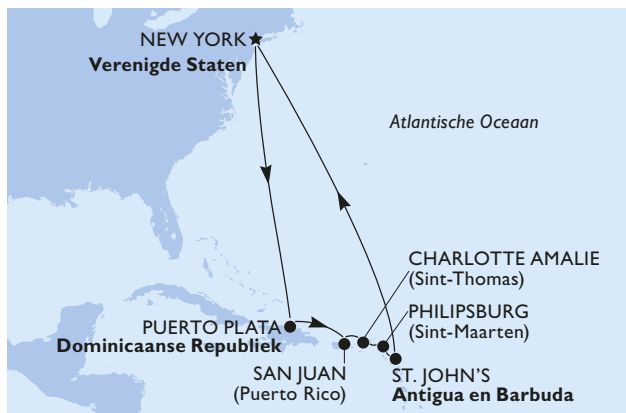 NEW YORK
Verenigde Staten
Atlantische Oceaan
CHARLOTTE AMALIE
(Sint-Thomas)
PHILIPSBURG
(Sint-Maarten)
PUERTO PLATA
Dominicaanse Republiek
SAN JUAN
(Puerto Rico)
ST. JOHN'S
Antigua en Barbuda